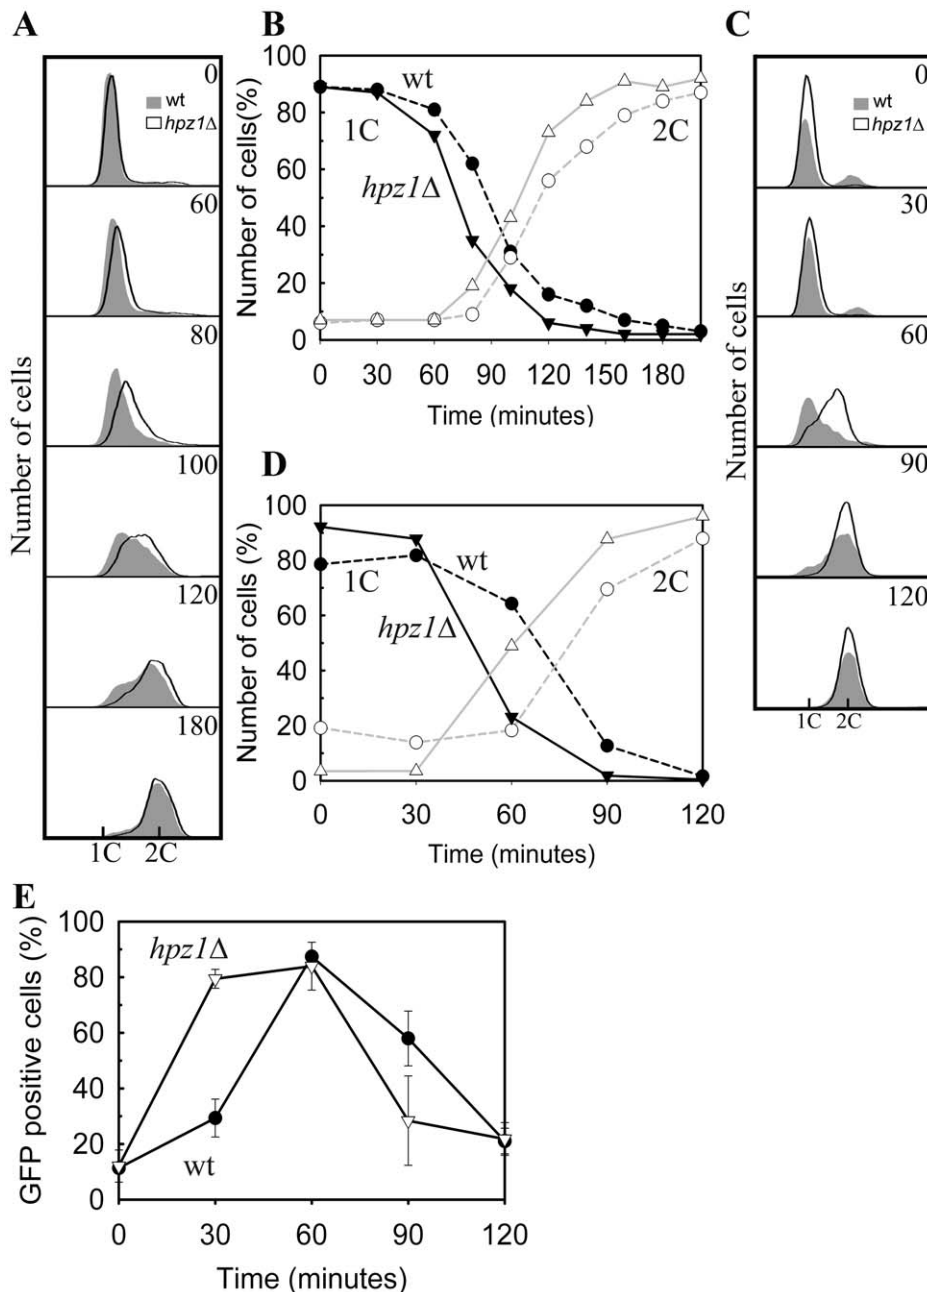 A
0
wt
hpz1Δ
60
80
100
120
180
1C 2C
Number of cells
B
100
80
60
40
20
0
Number of cells(%)
wt
1C
hpz1Δ
2C
0 30 60 90 120 150 180
Time (minutes)
C
0
wt
hpz1Δ
30
60
90
120
1C 2C
Number of cells
D
100
80
60
40
20
0
Number of cells (%)
1C
wt
hpz1Δ
2C
0 30 60 90 120
Time (minutes)
E
100
80
60
40
20
0
GFP positive cells (%)
hpz1Δ
wt
0 30 60 90 120
Time (minutes)